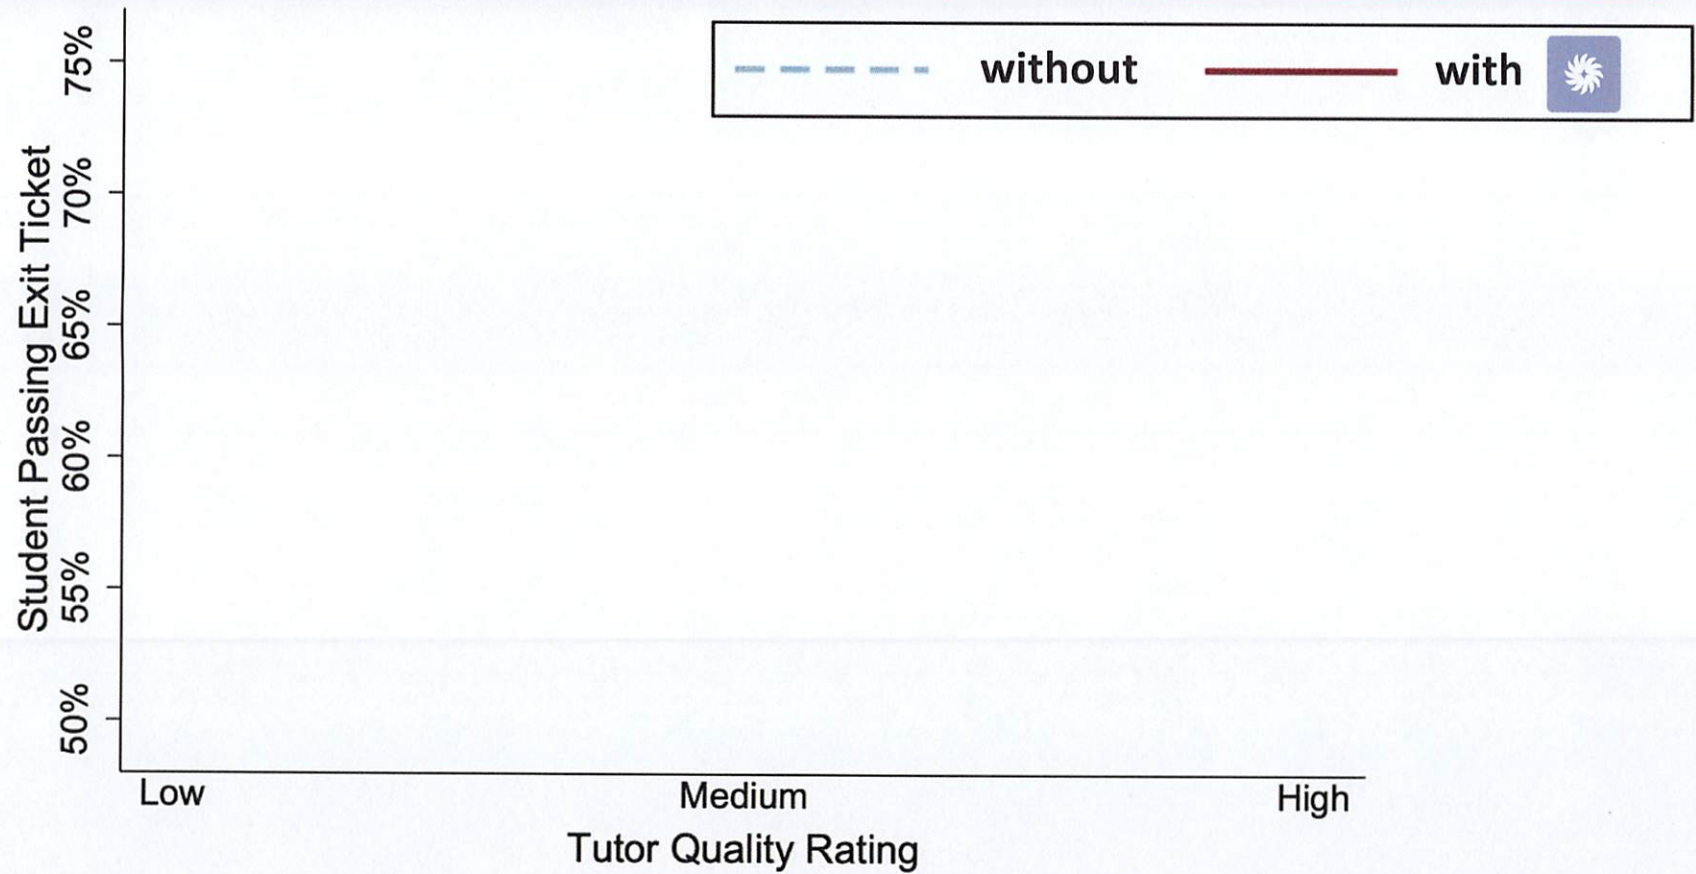 without with
Student Passing Exit Ticket
75%
70%
65%
60%
55%
50%
Low Medium High
Tutor Quality Rating